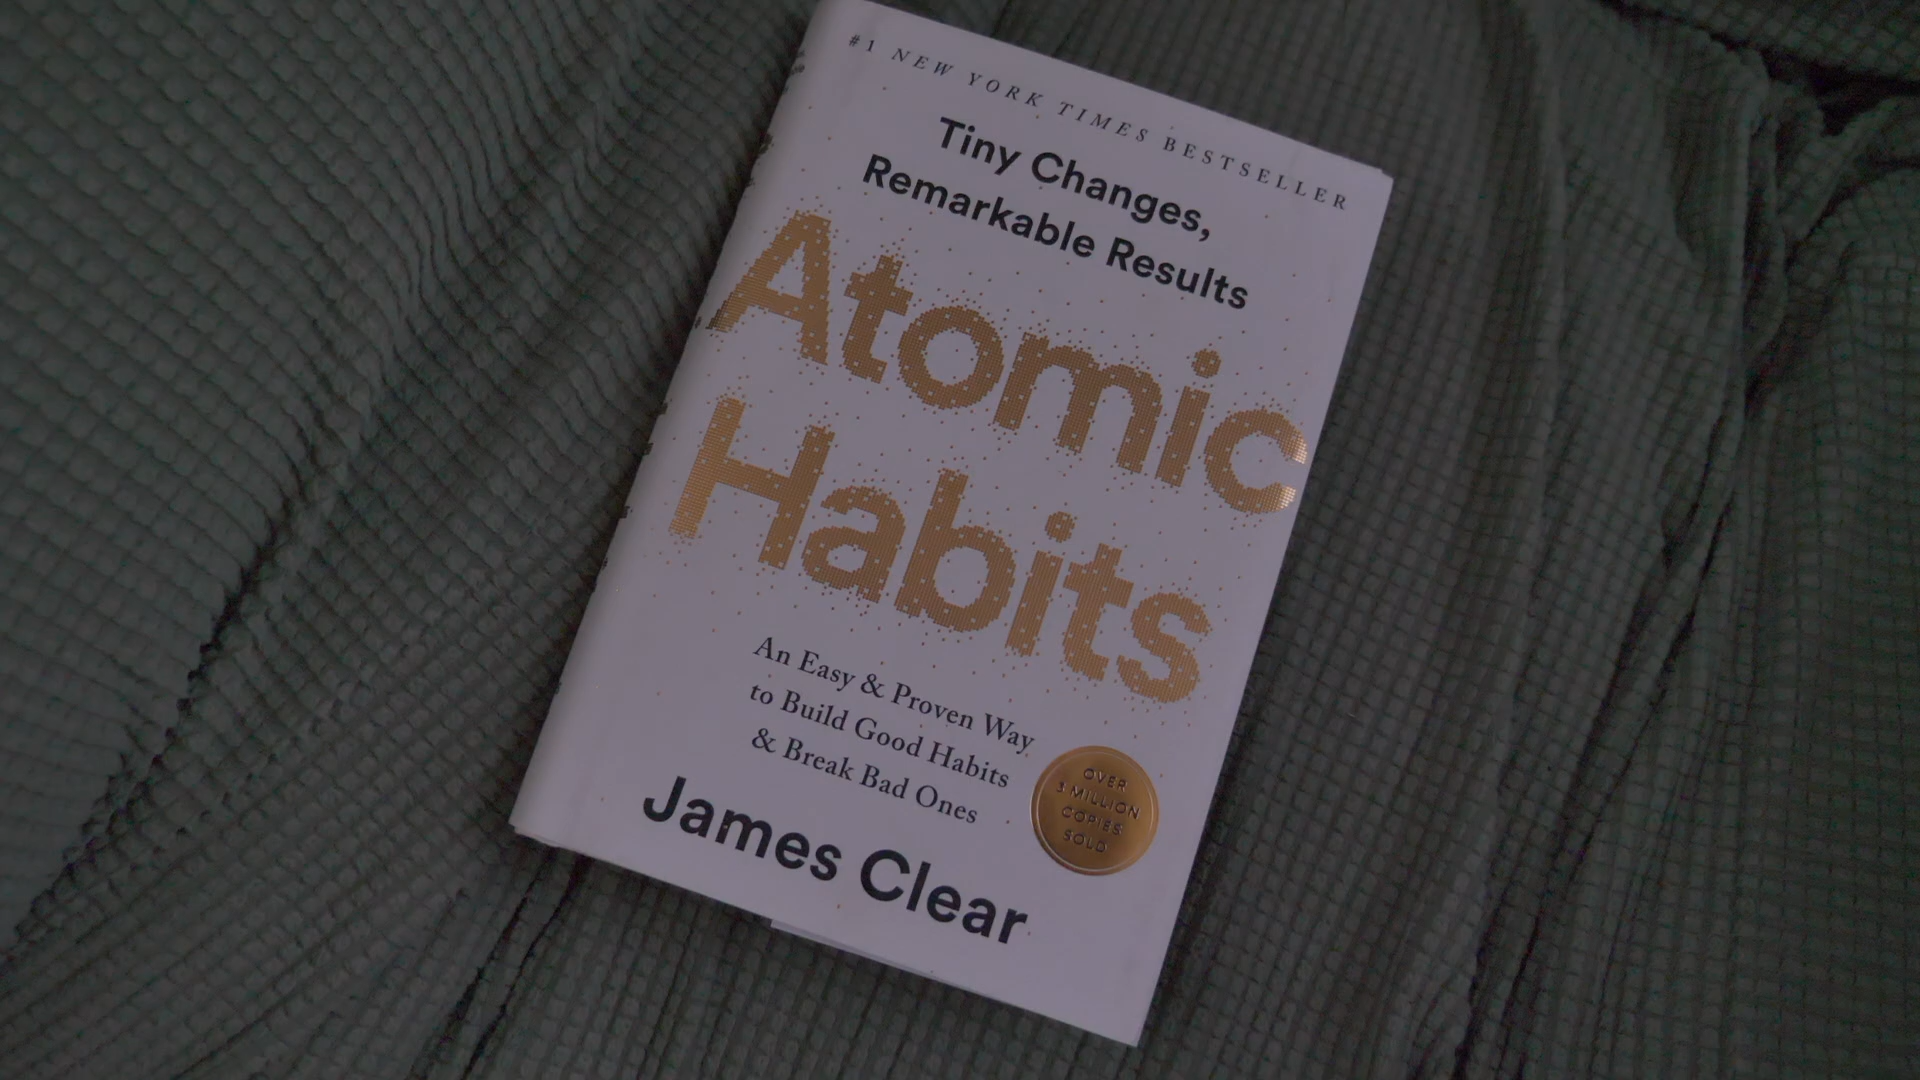 #1 NEW YORK TIMES BESTSELLER
Tiny Changes,
Remarkable Results
Atomic
Habits
An Easy & Proven Way
to Build Good Habits
& Break Bad Ones
James Clear
OVER
3 MILLION
COPIES
SOLD